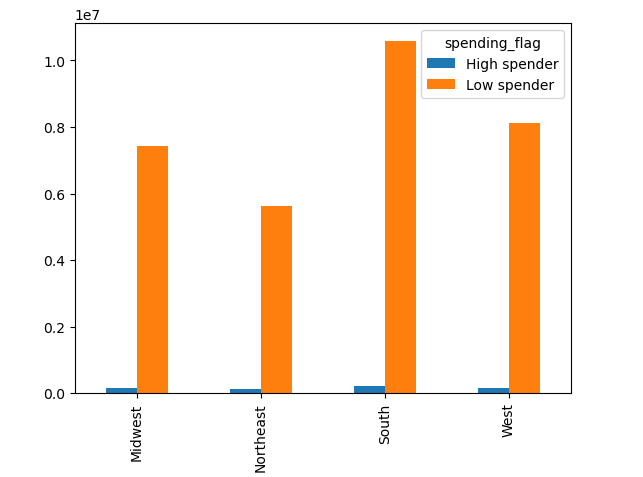 1e7
1.0
0.8
0.6
0.4
0.2
0.0
spending_flag
High spender
Low spender
Midwest
Northeast
South
West